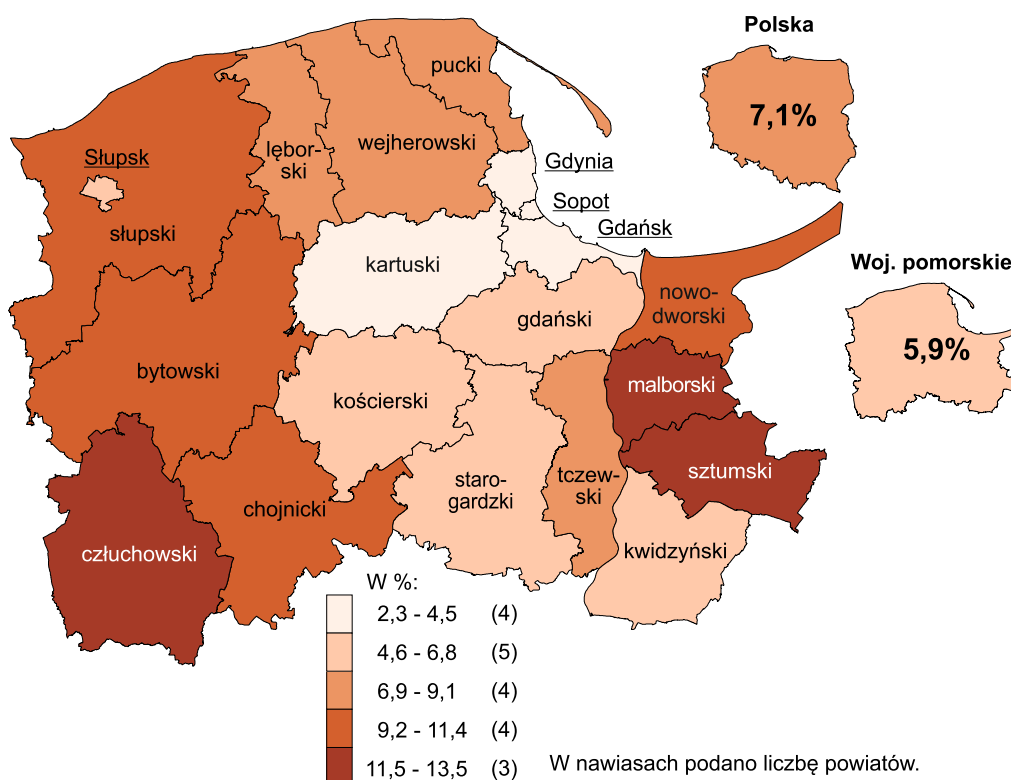 Polska
7,1%
pucki
wejherowski
lębor-
ski
Słupsk
Gdynia
Sopot
Gdańsk
słupski
kartuski
Woj. pomorskie
5,9%
nowo-
dworski
gdański
bytowski
malborski
kościerski
sztumski
staro-
gardzki
tczew-
ski
chojnicki
człuchowski
kwidzyński
W %:
2,3 - 4,5 (4)
4,6 - 6,8 (5)
6,9 - 9,1 (4)
9,2 - 11,4 (4)
11,5 - 13,5 (3)
W nawiasach podano liczbę powiatów.